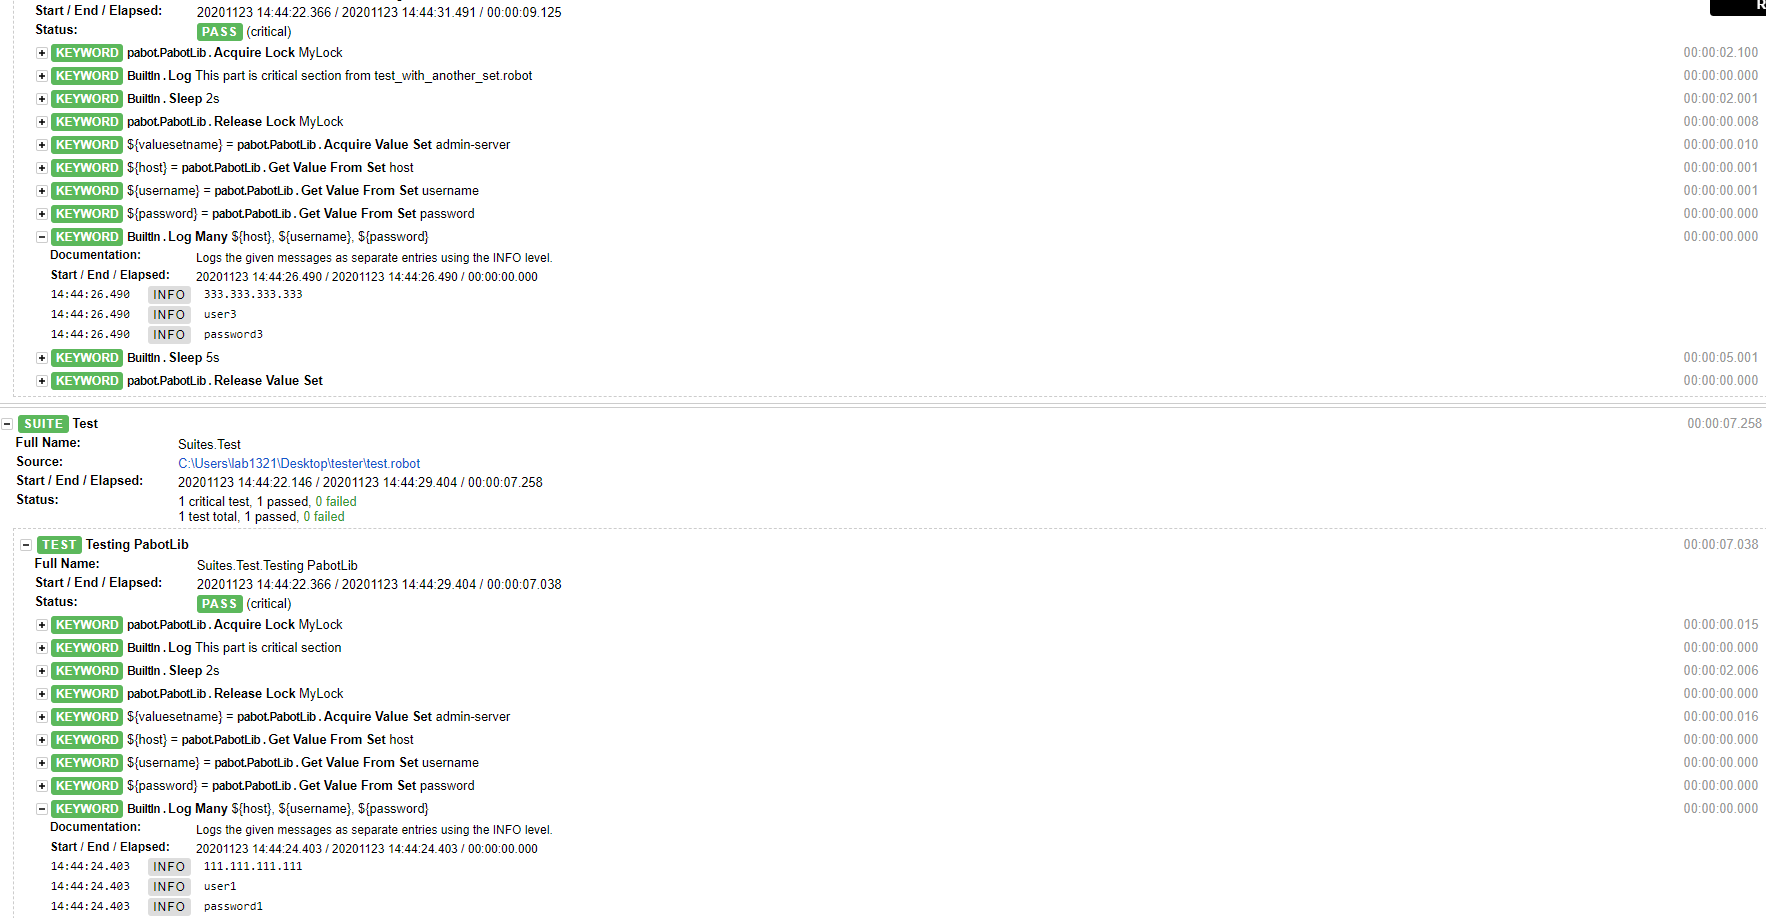 Start / End / Elapsed: 20201123 14:44:22.366 / 20201123 14:44:31.491 / 00:00:09.125
Status: PASS (critical)
+ KEYWORD pabot.PabotLib . Acquire Lock MyLock 00:00:02.100
+ KEYWORD BuiltIn . Log This part is critical section from test_with_another_set.robot 00:00:00.000
+ KEYWORD BuiltIn . Sleep 2s 00:00:02.001
+ KEYWORD pabot.PabotLib . Release Lock MyLock 00:00:00.008
+ KEYWORD ${valuesetname} = pabot.PabotLib . Acquire Value Set admin-server 00:00:00.010
+ KEYWORD ${host} = pabot.PabotLib . Get Value From Set host 00:00:00.001
+ KEYWORD ${username} = pabot.PabotLib . Get Value From Set username 00:00:00.001
+ KEYWORD ${password} = pabot.PabotLib . Get Value From Set password 00:00:00.000
- KEYWORD BuiltIn . Log Many ${host}, ${username}, ${password} 00:00:00.000
Documentation: Logs the given messages as separate entries using the INFO level.
Start / End / Elapsed: 20201123 14:44:26.490 / 20201123 14:44:26.490 / 00:00:00.000
14:44:26.490 INFO 333.333.333.333
14:44:26.490 INFO user3
14:44:26.490 INFO password3
+ KEYWORD BuiltIn . Sleep 5s 00:00:05.001
+ KEYWORD pabot.PabotLib . Release Value Set 00:00:00.000
- SUITE Test 00:00:07.258
Full Name: Suites.Test
Source: C:\Users\lab1321\Desktop\tester\test.robot
Start / End / Elapsed: 20201123 14:44:22.146 / 20201123 14:44:29.404 / 00:00:07.258
Status: 1 critical test, 1 passed, 0 failed
1 test total, 1 passed, 0 failed
- TEST Testing PabotLib 00:00:07.038
Full Name: Suites.Test.Testing PabotLib
Start / End / Elapsed: 20201123 14:44:22.366 / 20201123 14:44:29.404 / 00:00:07.038
Status: PASS (critical)
+ KEYWORD pabot.PabotLib . Acquire Lock MyLock 00:00:00.015
+ KEYWORD BuiltIn . Log This part is critical section 00:00:00.000
+ KEYWORD BuiltIn . Sleep 2s 00:00:02.006
+ KEYWORD pabot.PabotLib . Release Lock MyLock 00:00:00.000
+ KEYWORD ${valuesetname} = pabot.PabotLib . Acquire Value Set admin-server 00:00:00.016
+ KEYWORD ${host} = pabot.PabotLib . Get Value From Set host 00:00:00.000
+ KEYWORD ${username} = pabot.PabotLib . Get Value From Set username 00:00:00.000
+ KEYWORD ${password} = pabot.PabotLib . Get Value From Set password 00:00:00.000
- KEYWORD BuiltIn . Log Many ${host}, ${username}, ${password} 00:00:00.000
Documentation: Logs the given messages as separate entries using the INFO level.
Start / End / Elapsed: 20201123 14:44:24.403 / 20201123 14:44:24.403 / 00:00:00.000
14:44:24.403 INFO 111.111.111.111
14:44:24.403 INFO user1
14:44:24.403 INFO password1